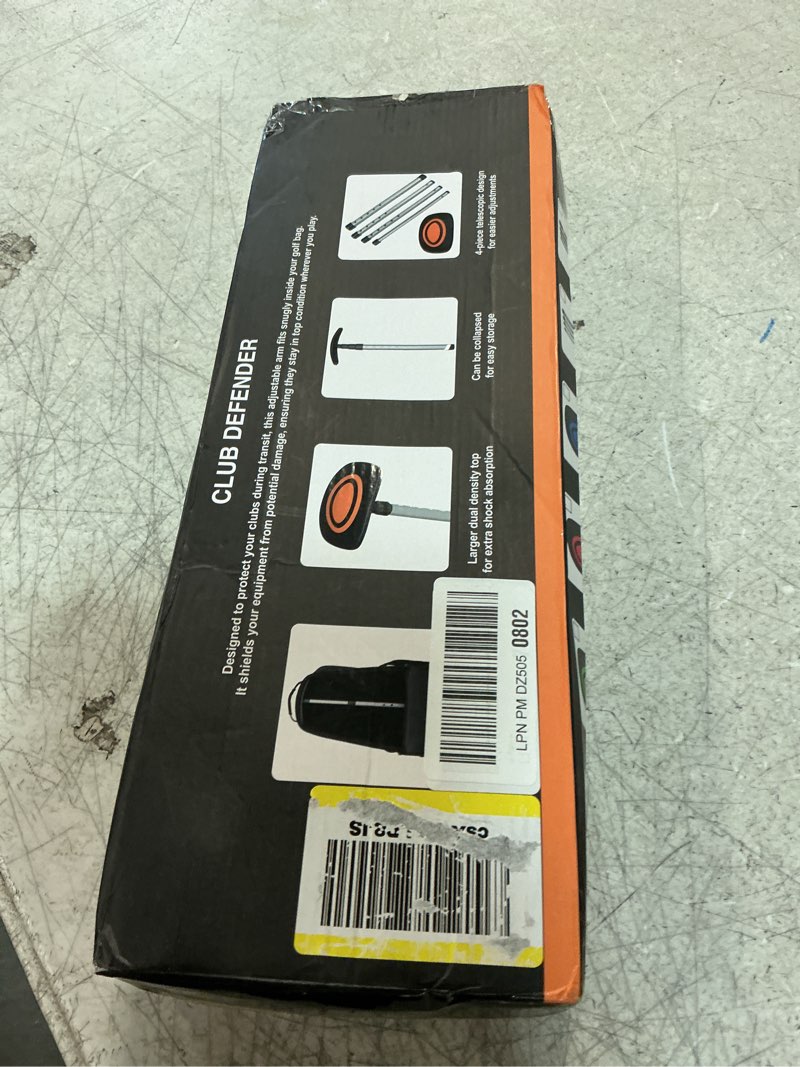 CLUB DEFENDER
Designed to protect your clubs during transit, this adjustable arm fits snugly inside your golf bag.
It shields your equipment from potential damage, ensuring they stay in top condition wherever you play.
Larger dual density top
for extra shock absorption
Can be collapsed
for easy storage
4-piece telescopic design
for easier adjustments
LPN PM DZ505 0802